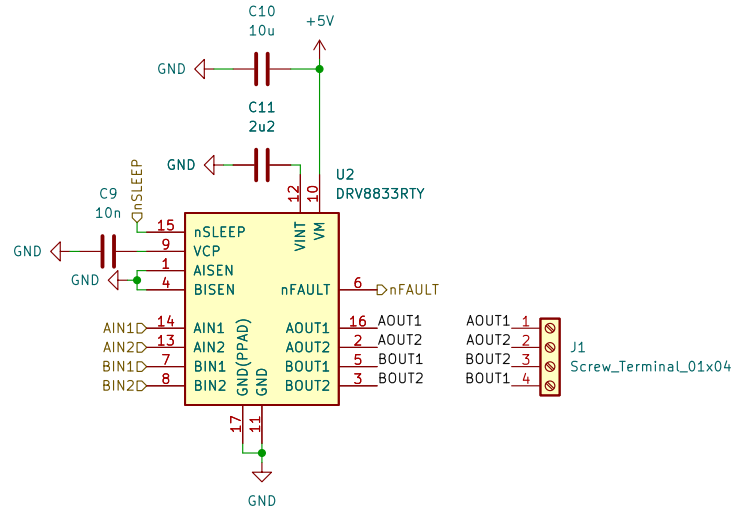 C10
10u
+5V
GND
C11
2u2
GND
nSLEEP
U2
DRV8833RTY
C9
10n
12
10
15
nSLEEP
VINT
VM
GND
9
VCP
1
AISEN
GND
4
BISEN
nFAULT
6
nFAULT
AIN1
14
AIN1
AOUT1
16
AOUT1
AOUT1
1
AIN2
13
AIN2
AOUT2
2
AOUT2
AOUT2
2
J1
BIN1
7
BIN1
BOUT1
5
BOUT1
BOUT2
3
Screw_Terminal_01x04
BIN2
8
BIN2
BOUT2
3
BOUT2
BOUT1
4
GND(PPAD)
GND
17
11
GND